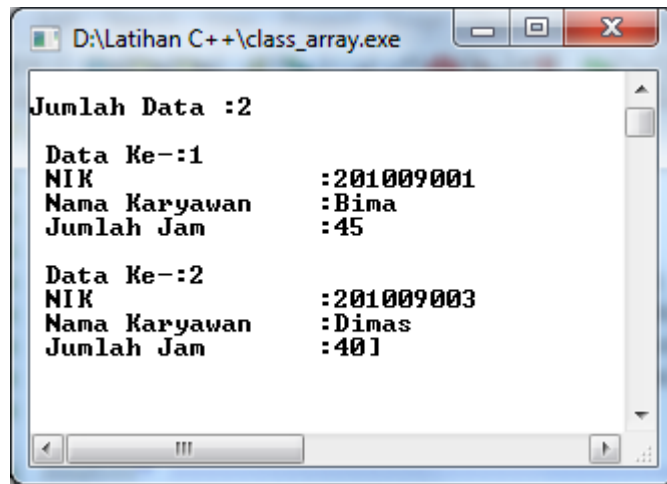 D:\Latihan C++\class_array.exe
Jumlah Data :2
Data Ke-:1
NIK :201009001
Nama Karyawan :Bima
Jumlah Jam :45
Data Ke-:2
NIK :201009003
Nama Karyawan :Dimas
Jumlah Jam :40]